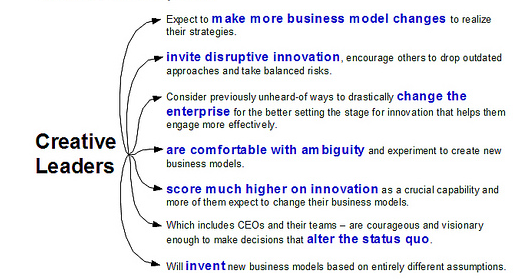 Expect to make more business model changes to realize
their strategies.
invite disruptive innovation, encourage others to drop outdated
approaches and take balanced risks.
Consider previously unheard-of ways to drastically change the
enterprise for the better setting the stage for innovation that helps them
engage more effectively.
Creative
Leaders
are comfortable with ambiguity and experiment to create new
business models.
score much higher on innovation as a crucial capability and
more of them expect to change their business models.
Which includes CEOs and their teams – are courageous and visionary
enough to make decisions that alter the status quo.
Will invent new business models based on entirely different assumptions.